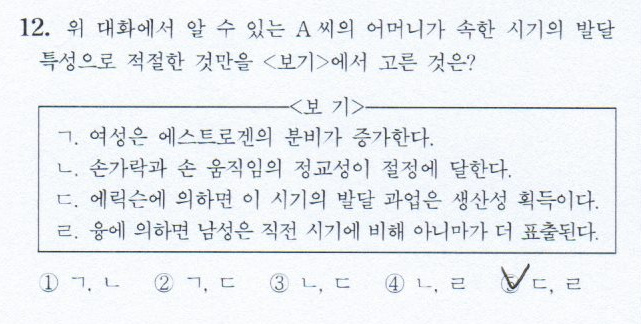 12. 위 대화에서 알 수 있는 A 씨의 어머니가 속한 시기의 발달
특성으로 적절한 것만을 <보기>에서 고른 것은?
<보 기>
ㄱ. 여성은 에스트로겐의 분비가 증가한다.
ㄴ. 손가락과 손 움직임의 정교성이 절정에 달한다.
ㄷ. 에릭슨에 의하면 이 시기의 발달 과업은 생산성 획득이다.
ㄹ. 융에 의하면 남성은 직전 시기에 비해 아니마가 더 표출된다.
① ㄱ, ㄴ ② ㄱ, ㄷ ③ ㄴ, ㄷ ④ ㄴ, ㄹ ⑤ ㄷ, ㄹ